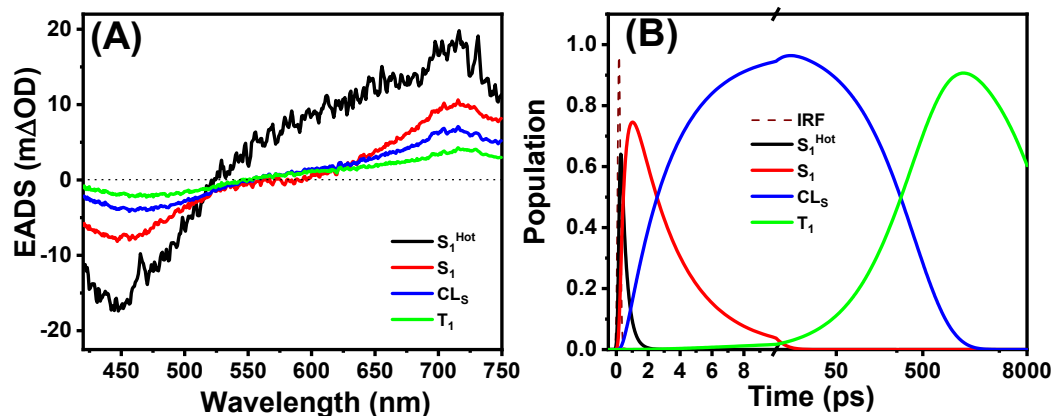 (A)
EADS (mΔOD)
20
10
0
-10
-20
S₁ᴴᵒᵗ
S₁
CLₛ
T₁
450 500 550 600 650 700 750
Wavelength (nm)
(B)
Population
1.0
0.8
0.6
0.4
0.2
0.0
IRF
S₁ᴴᵒᵗ
S₁
CLₛ
T₁
0 2 4 6 8 50 500 8000
Time (ps)